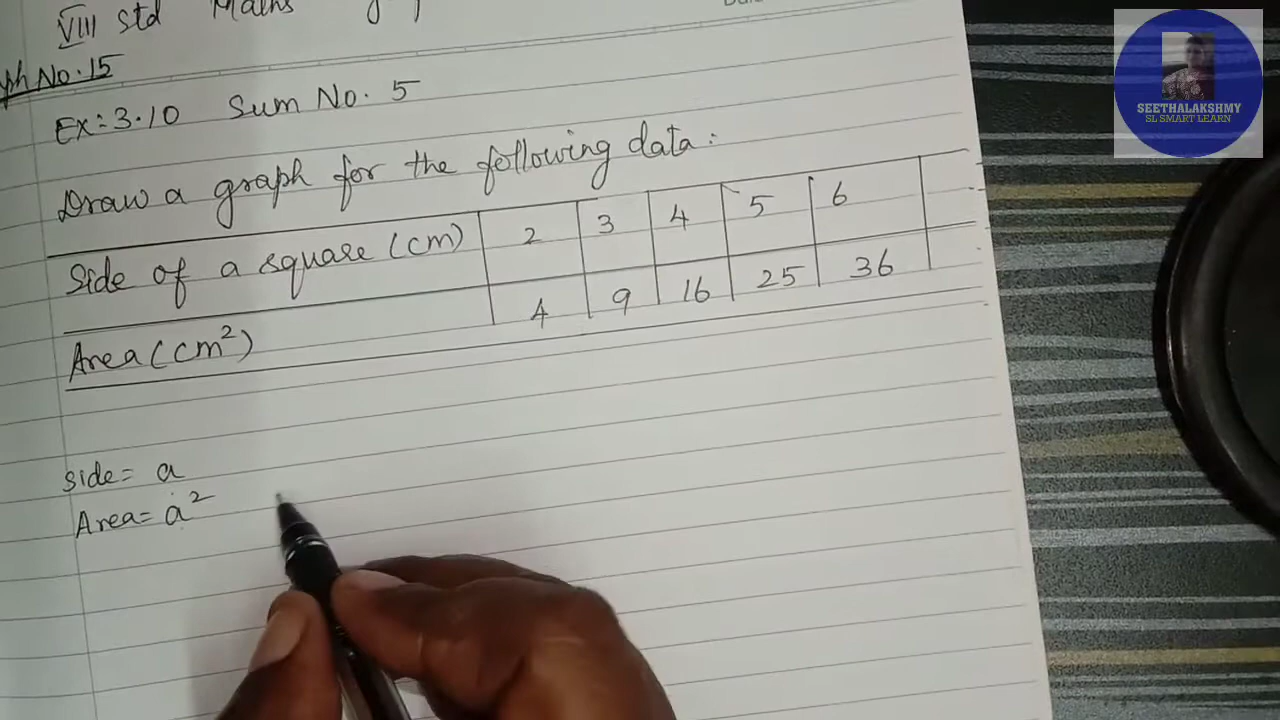 VIII Std Maths
ph No. 15
Ex: 3.10 Sum No. 5
Draw a graph for the following data:
Side of a square (cm) 2 3 4 5 6
Area (cm²) 4 9 16 25 36
side = a
Area = a²
SEETHALAKSHMY
SL SMART LEARN